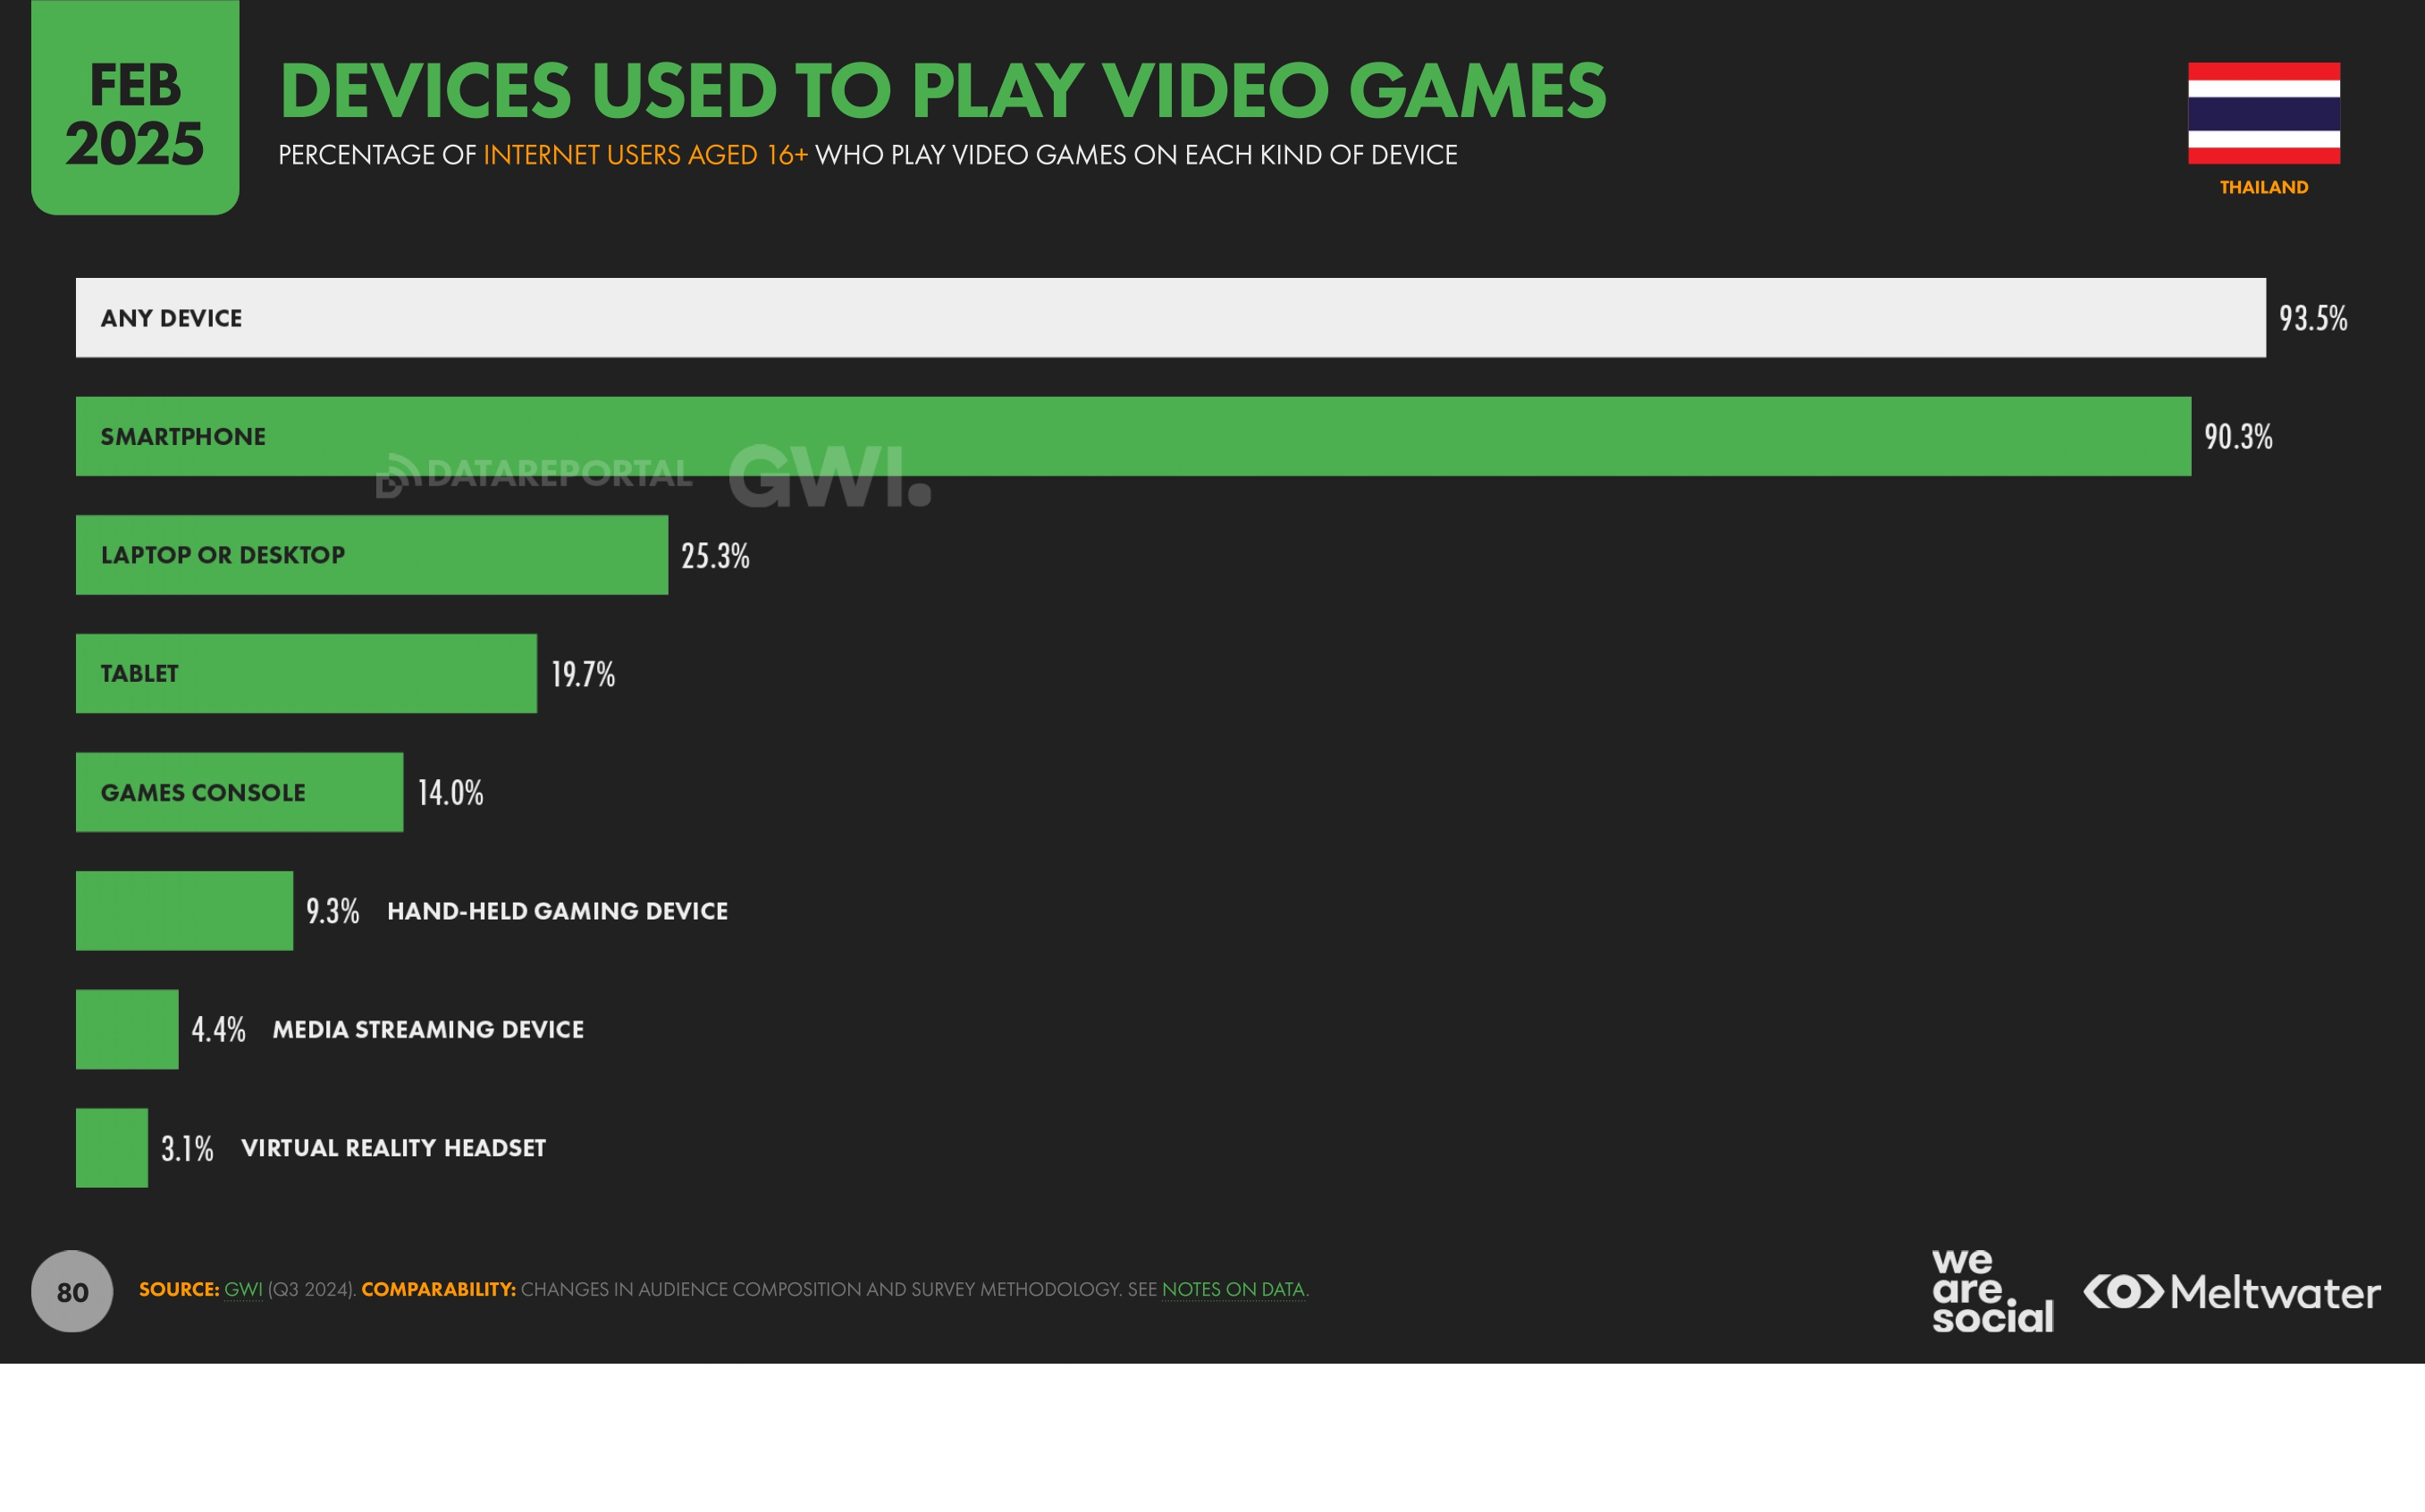 FEB
2025
DEVICES USED TO PLAY VIDEO GAMES
PERCENTAGE OF INTERNET USERS AGED 16+ WHO PLAY VIDEO GAMES ON EACH KIND OF DEVICE
THAILAND
ANY DEVICE 93.5%
SMARTPHONE 90.3%
DATAREPORTAL GWI.
LAPTOP OR DESKTOP 25.3%
TABLET 19.7%
GAMES CONSOLE 14.0%
9.3% HAND-HELD GAMING DEVICE
4.4% MEDIA STREAMING DEVICE
3.1% VIRTUAL REALITY HEADSET
80
SOURCE: GWI (Q3 2024). COMPARABILITY: CHANGES IN AUDIENCE COMPOSITION AND SURVEY METHODOLOGY. SEE NOTES ON DATA.
we
are
social
Meltwater